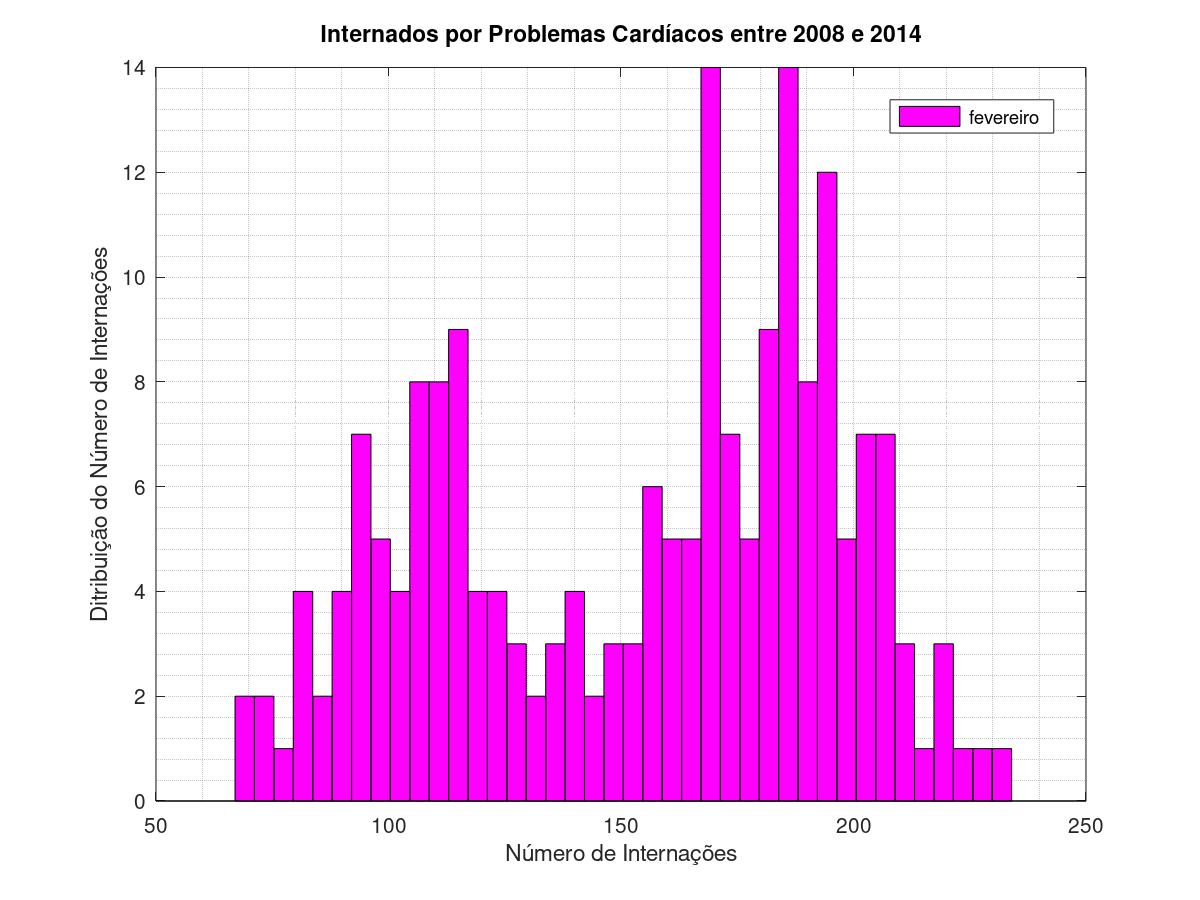 Internados por Problemas Cardíacos entre 2008 e 2014
14
12
10
8
6
4
2
0
fevereiro
Ditribuição do Número de Internações
50 100 150 200 250
Número de Internações